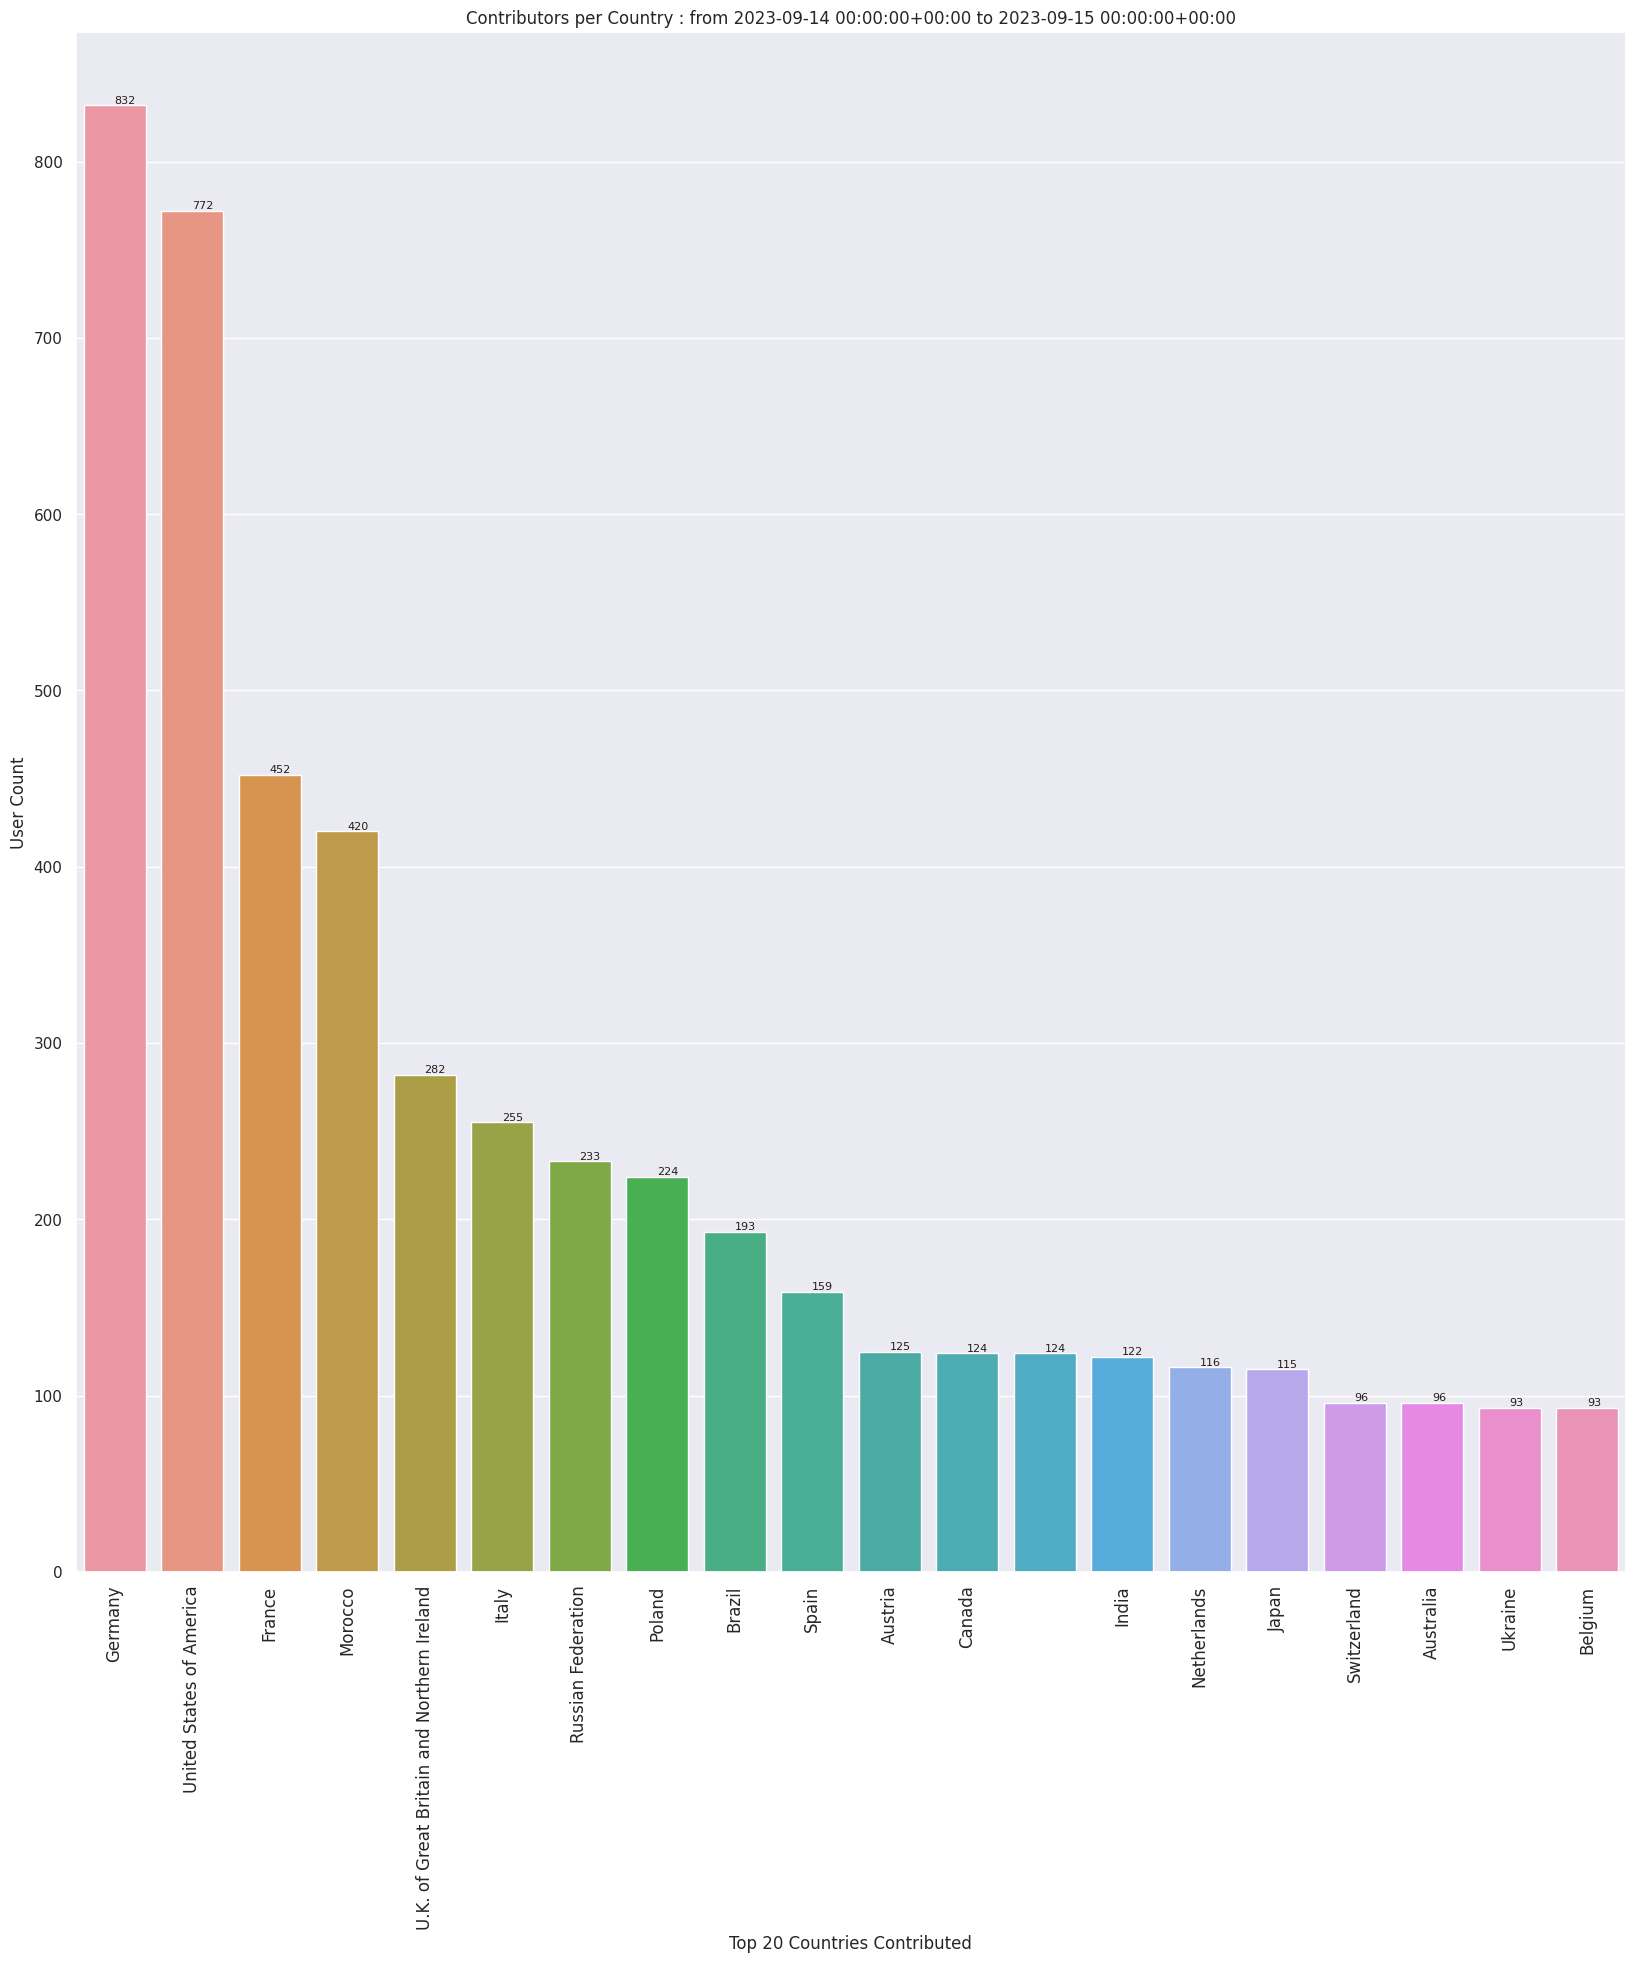 Contributors per Country : from 2023-09-14 00:00:00+00:00 to 2023-09-15 00:00:00+00:00
User Count
800
700
600
500
400
300
200
100
0
832
772
452
420
282
255
233
224
193
159
125
124
124
122
116
115
96
96
93
93
Germany
United States of America
France
Morocco
U.K. of Great Britain and Northern Ireland
Italy
Russian Federation
Poland
Brazil
Spain
Austria
Canada
India
Netherlands
Japan
Switzerland
Australia
Ukraine
Belgium
Top 20 Countries Contributed